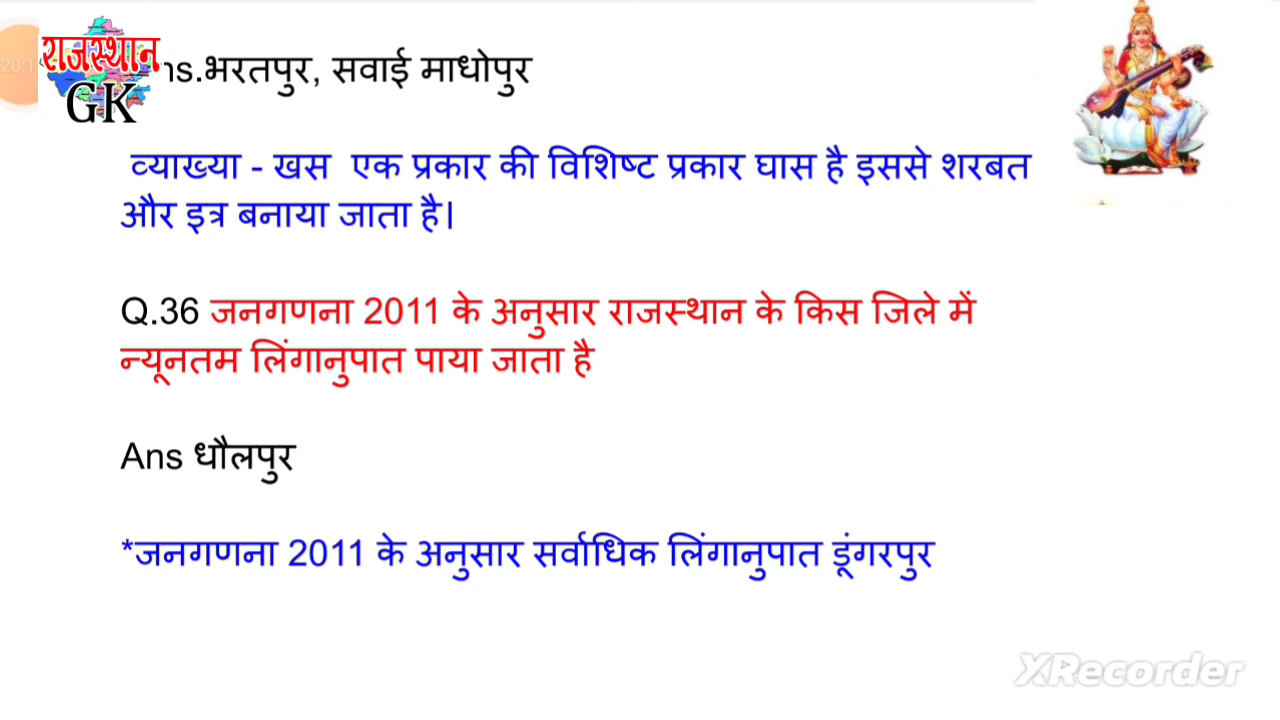 राजस्थान
GK
ns.भरतपुर, सवाई माधोपुर
व्याख्या - खस एक प्रकार की विशिष्ट प्रकार घास है इससे शरबत
और इत्र बनाया जाता है।
Q.36 जनगणना 2011 के अनुसार राजस्थान के किस जिले में
न्यूनतम लिंगानुपात पाया जाता है
Ans धौलपुर
*जनगणना 2011 के अनुसार सर्वाधिक लिंगानुपात डूंगरपुर
XRecorder